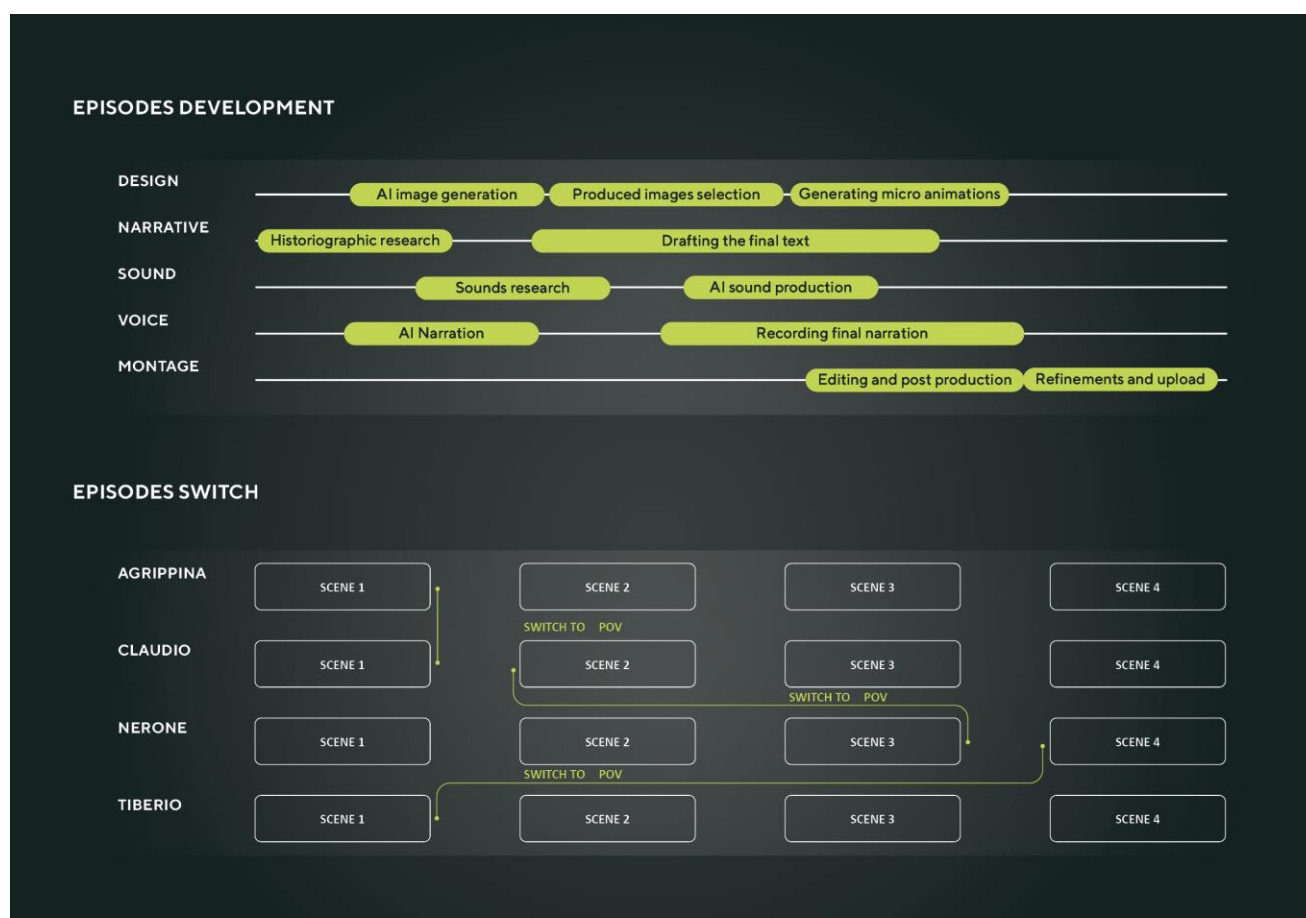 EPISODES DEVELOPMENT
DESIGN
AI image generation
Produced images selection
Generating micro animations
NARRATIVE
Historiographic research
Drafting the final text
SOUND
Sounds research
AI sound production
VOICE
AI Narration
Recording final narration
MONTAGE
Editing and post production
Refinements and upload
EPISODES SWITCH
AGRIPPINA
SCENE 1
SCENE 2
SCENE 3
SCENE 4
SWITCH TO POV
CLAUDIO
SCENE 1
SCENE 2
SCENE 3
SCENE 4
SWITCH TO POV
NERONE
SCENE 1
SCENE 2
SCENE 3
SCENE 4
SWITCH TO POV
TIBERIO
SCENE 1
SCENE 2
SCENE 3
SCENE 4